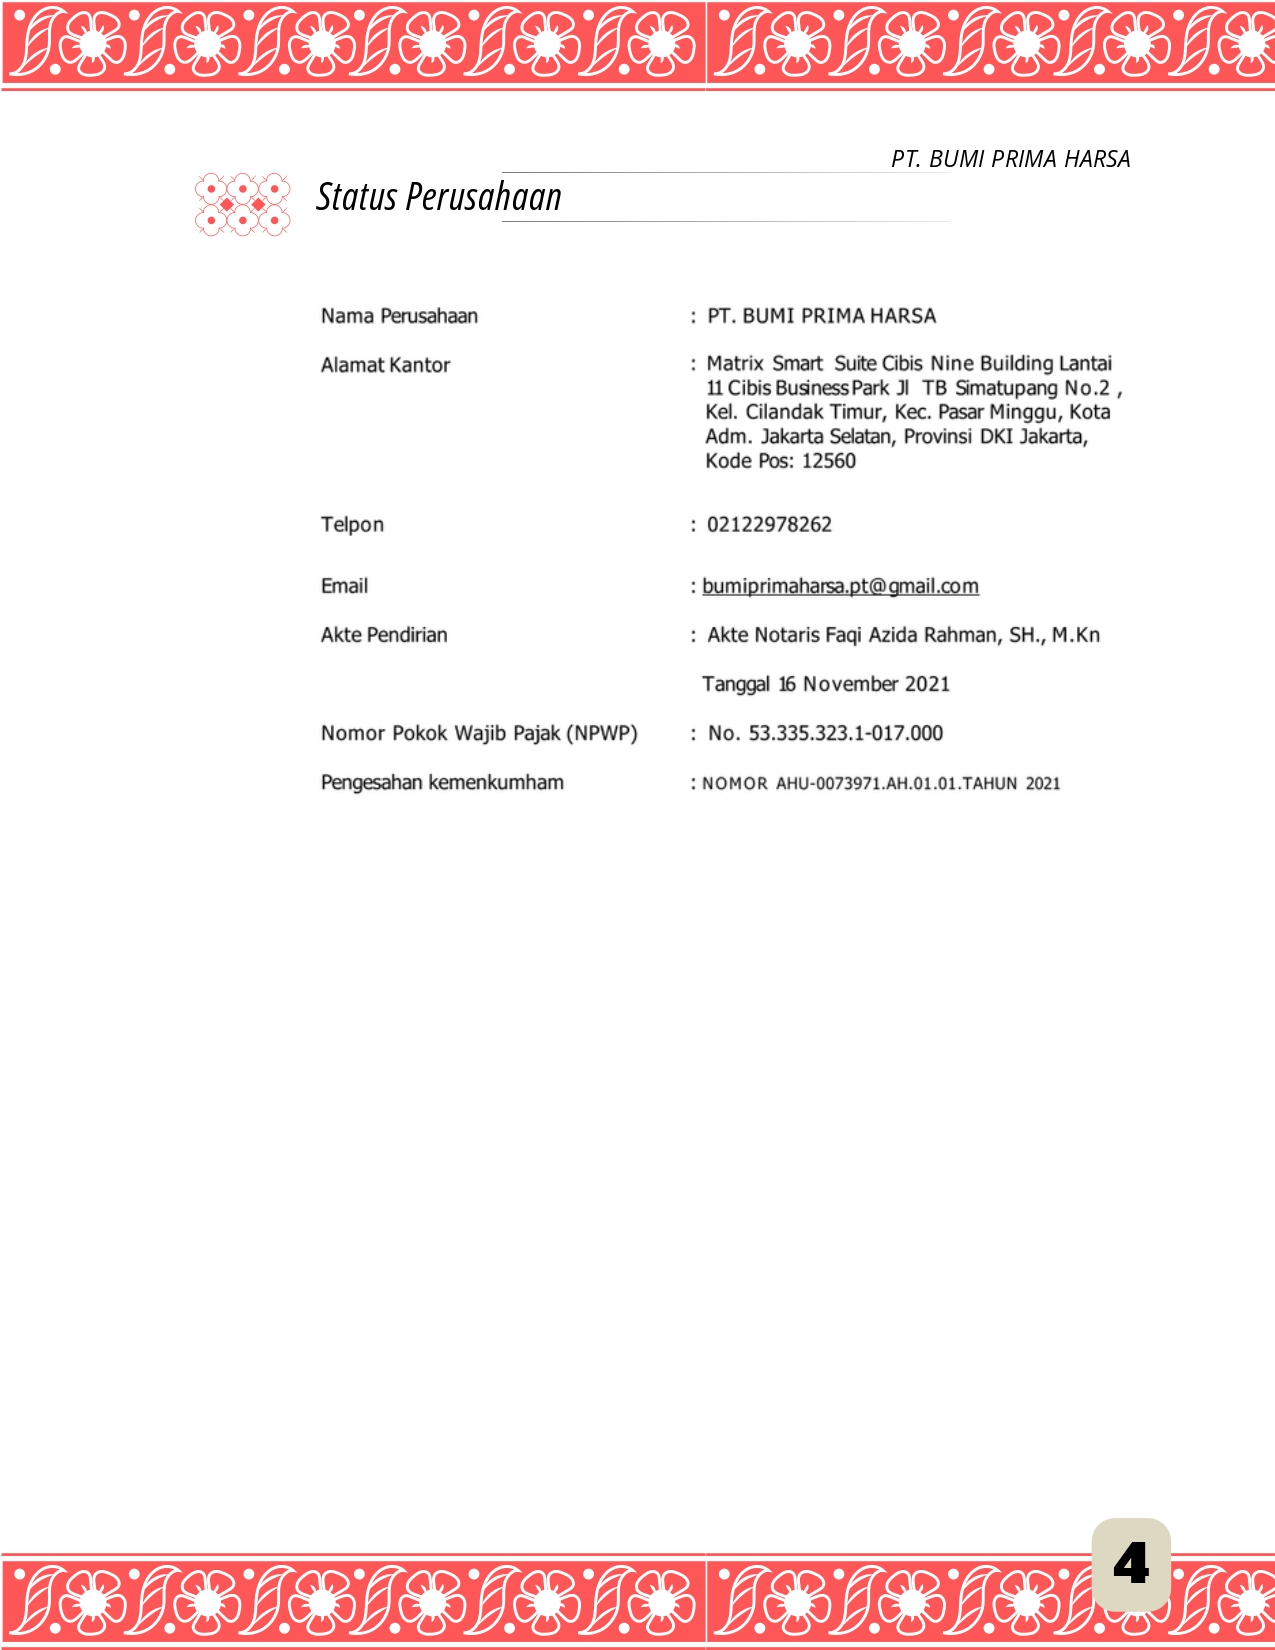 PT. BUMI PRIMA HARSA
Status Perusahaan
Nama Perusahaan : PT. BUMI PRIMA HARSA
Alamat Kantor : Matrix Smart Suite Cibis Nine Building Lantai
11 Cibis Business Park Jl TB Simatupang No.2 ,
Kel. Cilandak Timur, Kec. Pasar Minggu, Kota
Adm. Jakarta Selatan, Provinsi DKI Jakarta,
Kode Pos: 12560
Telpon : 02122978262
Email : bumiprimaharsa.pt@gmail.com
Akte Pendirian : Akte Notaris Faqi Azida Rahman, SH., M.Kn
Tanggal 16 November 2021
Nomor Pokok Wajib Pajak (NPWP) : No. 53.335.323.1-017.000
Pengesahan kemenkumham : NOMOR AHU-0073971.AH.01.01.TAHUN 2021
4